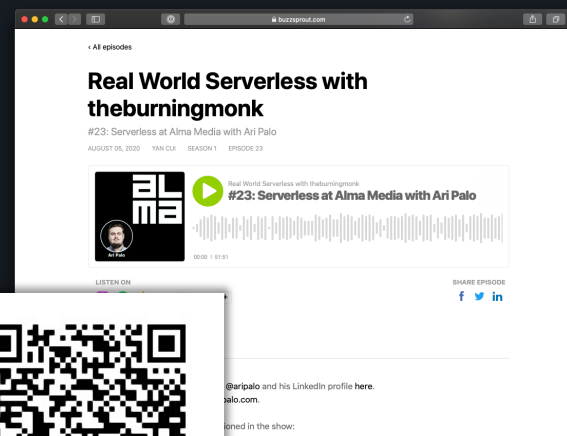 buzzsprout.com
‹ All episodes
Real World Serverless with
theburningmonk
#23: Serverless at Alma Media with Ari Palo
AUGUST 05, 2020 YAN CUI SEASON 1 EPISODE 23
AL
MA
Ari Palo
Real World Serverless with theburningmonk
#23: Serverless at Alma Media with Ari Palo
00:00 | 51:51
LISTEN ON
SHARE EPISODE
@aripalo and his LinkedIn profile here.
palo.com.
ioned in the show: